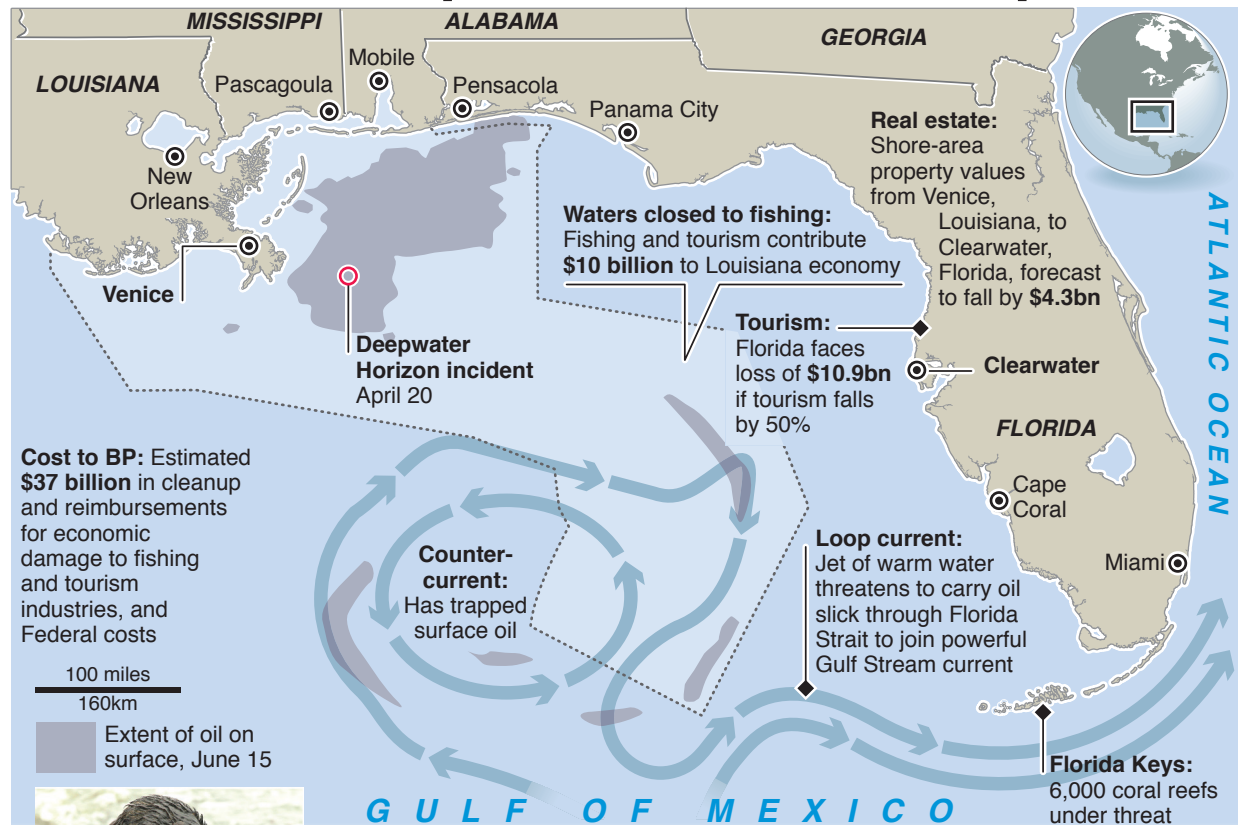 MISSISSIPPI
ALABAMA
GEORGIA
LOUISIANA
Mobile
Pascagoula
Pensacola
Panama City
New
Orleans
Venice
Real estate:
Shore-area
property values
from Venice,
Louisiana, to
Clearwater,
Florida, forecast
to fall by $4.3bn
Waters closed to fishing:
Fishing and tourism contribute
$10 billion to Louisiana economy
ATLANTIC OCEAN
Deepwater
Horizon incident
April 20
Tourism:
Florida faces
loss of $10.9bn
if tourism falls
by 50%
Clearwater
FLORIDA
Cape
Coral
Miami
Cost to BP: Estimated
$37 billion in cleanup
and reimbursements
for economic
damage to fishing
and tourism
industries, and
Federal costs
Counter-
current:
Has trapped
surface oil
Loop current:
Jet of warm water
threatens to carry oil
slick through Florida
Strait to join powerful
Gulf Stream current
100 miles
160km
Extent of oil on
surface, June 15
Florida Keys:
6,000 coral reefs
under threat
GULF OF MEXICO